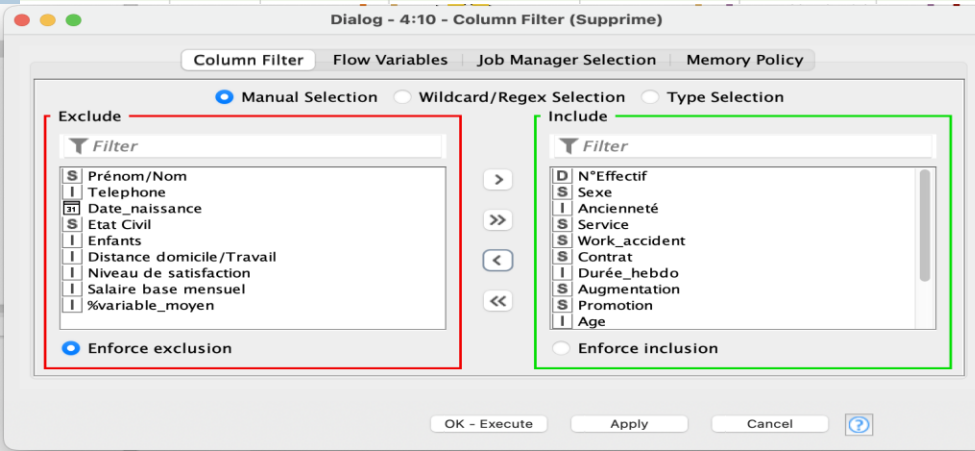 Dialog - 4:10 - Column Filter (Supprime)
Column Filter Flow Variables Job Manager Selection Memory Policy
Manual Selection Wildcard/Regex Selection Type Selection
Exclude
Filter
S Prénom/Nom
I Telephone
31 Date_naissance
S Etat Civil
I Enfants
I Distance domicile/Travail
I Niveau de satisfaction
I Salaire base mensuel
I %variable_moyen
Enforce exclusion
>
>>
<
<<
Include
Filter
D N°Effectif
S Sexe
I Ancienneté
S Service
S Work_accident
S Contrat
I Durée_hebdo
S Augmentation
S Promotion
I Age
Enforce inclusion
OK - Execute Apply Cancel ?